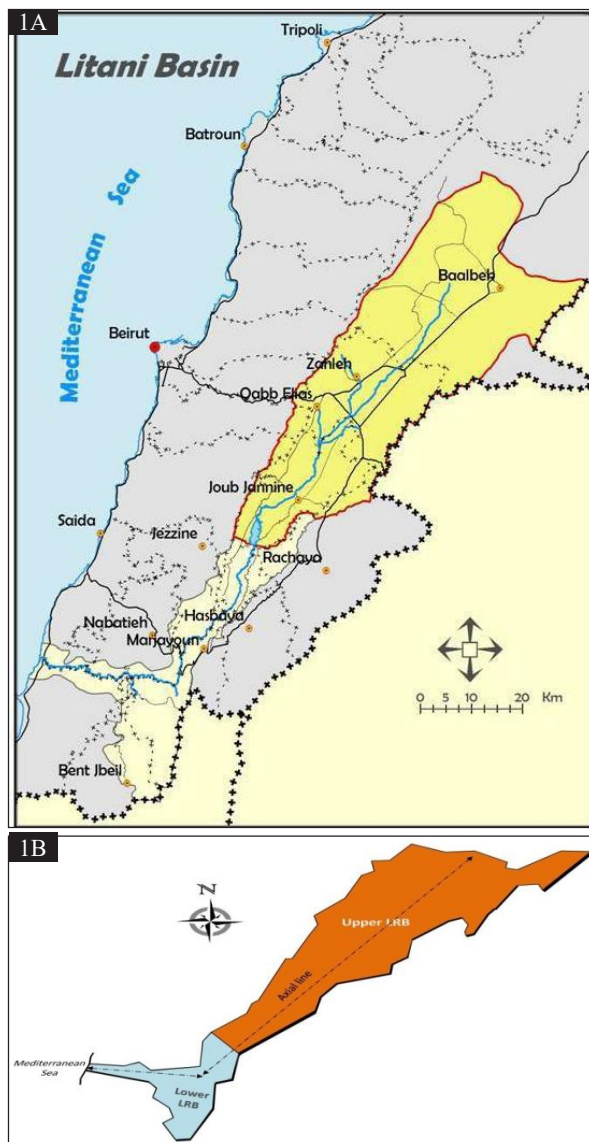 1A
Tripoli
Litani Basin
Batroun
Mediterranean Sea
Baalbek
Beirut
Zahleh
Qabb Ellas
Joub Jannine
Saida
Jezzine
Rachaya
Hasbaya
Nabatieh
Marjayoun
0 5 10 20 Km
Bent Jbeil
1B
N
Upper LRB
Axial line
Mediterranean
Sea
Lower
LRB